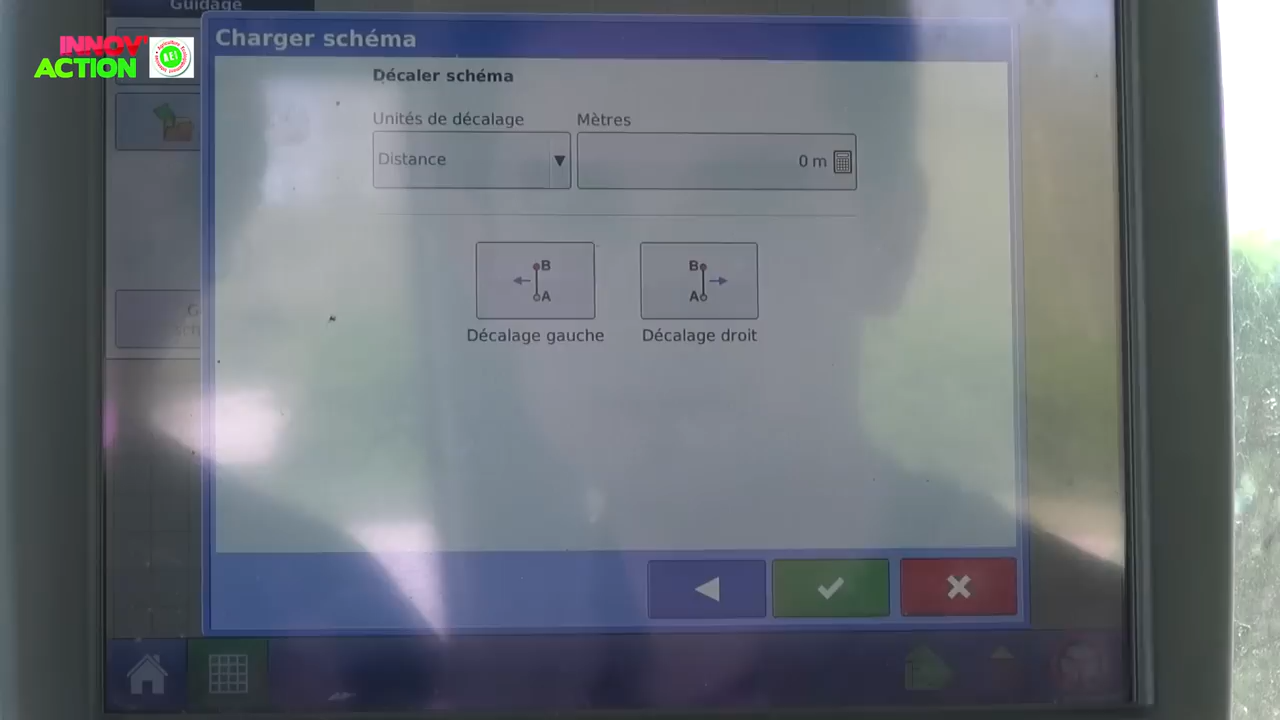 Guidage
INNOV'
ACTION
Charger schéma
Décaler schéma
Unités de décalage
Mètres
Distance
0 m
B
A
B
A
Décalage gauche
Décalage droit